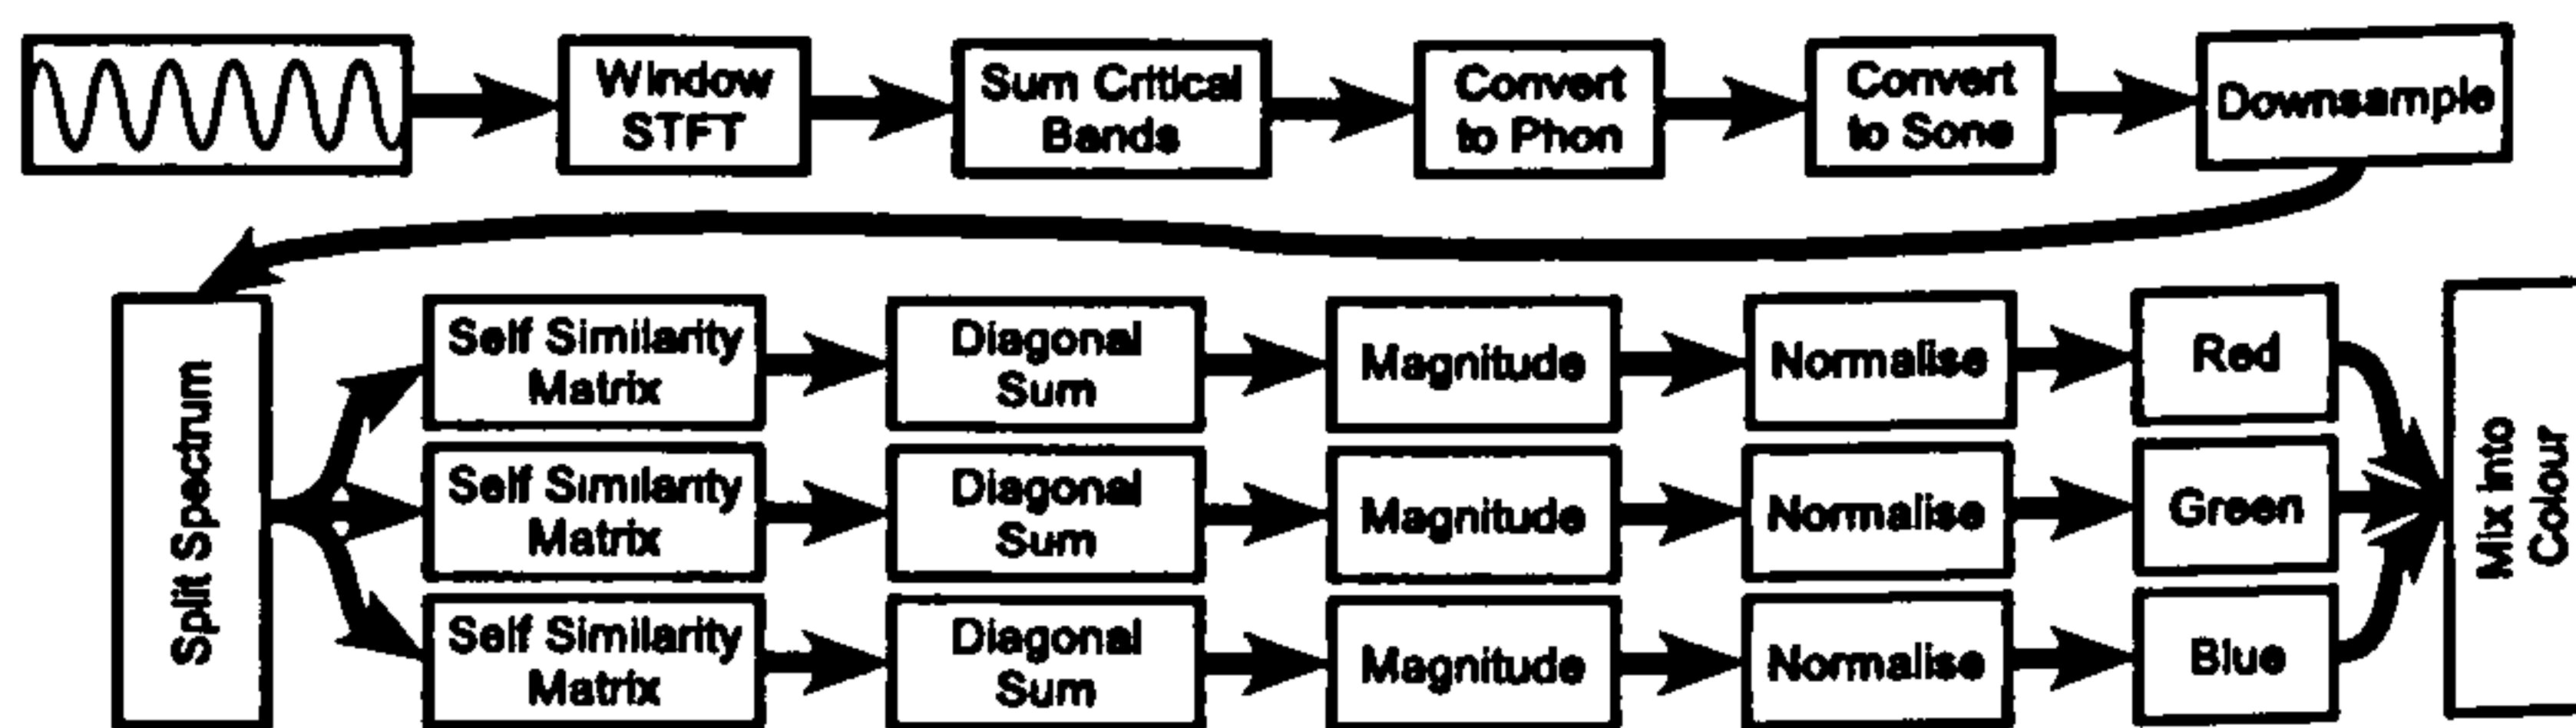 Window
STFT
Sum Critical
Bands
Convert
to Phon
Convert
to Sone
Downsample
Split Spectrum
Self Similarity
Matrix
Diagonal
Sum
Magnitude
Normalise
Red
Self Similarity
Matrix
Diagonal
Sum
Magnitude
Normalise
Green
Self Similarity
Matrix
Diagonal
Sum
Magnitude
Normalise
Blue
Mix into
Colour